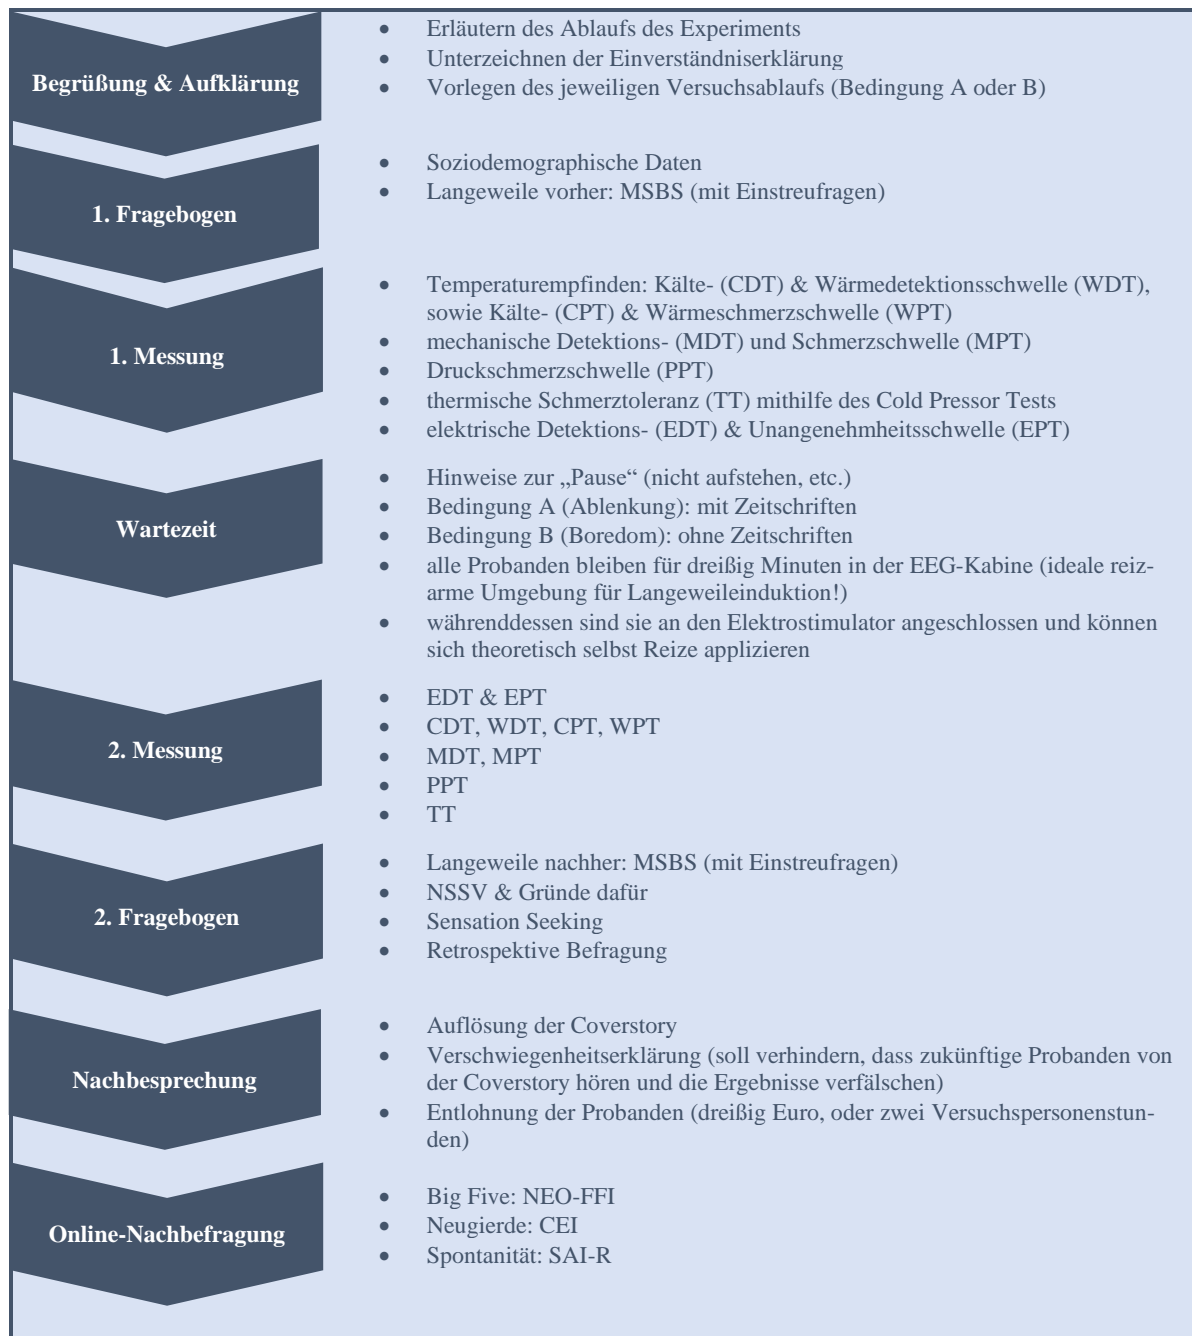 Begrüßung & Aufklärung
• Erläutern des Ablaufs des Experiments
• Unterzeichnen der Einverständniserklärung
• Vorlegen des jeweiligen Versuchsablaufs (Bedingung A oder B)
1. Fragebogen
• Soziodemographische Daten
• Langeweile vorher: MSBS (mit Einstreufragen)
1. Messung
• Temperaturempfinden: Kälte- (CDT) & Wärmedetektionsschwelle (WDT),
sowie Kälte- (CPT) & Wärmeschmerzschwelle (WPT)
• mechanische Detektions- (MDT) und Schmerzschwelle (MPT)
• Druckschmerzschwelle (PPT)
• thermische Schmerztoleranz (TT) mithilfe des Cold Pressor Tests
• elektrische Detektions- (EDT) & Unangenehmheitsschwelle (EPT)
Wartezeit
• Hinweise zur „Pause“ (nicht aufstehen, etc.)
• Bedingung A (Ablenkung): mit Zeitschriften
• Bedingung B (Boredom): ohne Zeitschriften
• alle Probanden bleiben für dreißig Minuten in der EEG-Kabine (ideale reiz-
arme Umgebung für Langeweileinduktion!)
• währenddessen sind sie an den Elektrostimulator angeschlossen und können
sich theoretisch selbst Reize applizieren
2. Messung
• EDT & EPT
• CDT, WDT, CPT, WPT
• MDT, MPT
• PPT
• TT
2. Fragebogen
• Langeweile nachher: MSBS (mit Einstreufragen)
• NSSV & Gründe dafür
• Sensation Seeking
• Retrospektive Befragung
Nachbesprechung
• Auflösung der Coverstory
• Verschwiegenheitserklärung (soll verhindern, dass zukünftige Probanden von
der Coverstory hören und die Ergebnisse verfälschen)
• Entlohnung der Probanden (dreißig Euro, oder zwei Versuchspersonenstun-
den)
Online-Nachbefragung
• Big Five: NEO-FFI
• Neugierde: CEI
• Spontanität: SAI-R